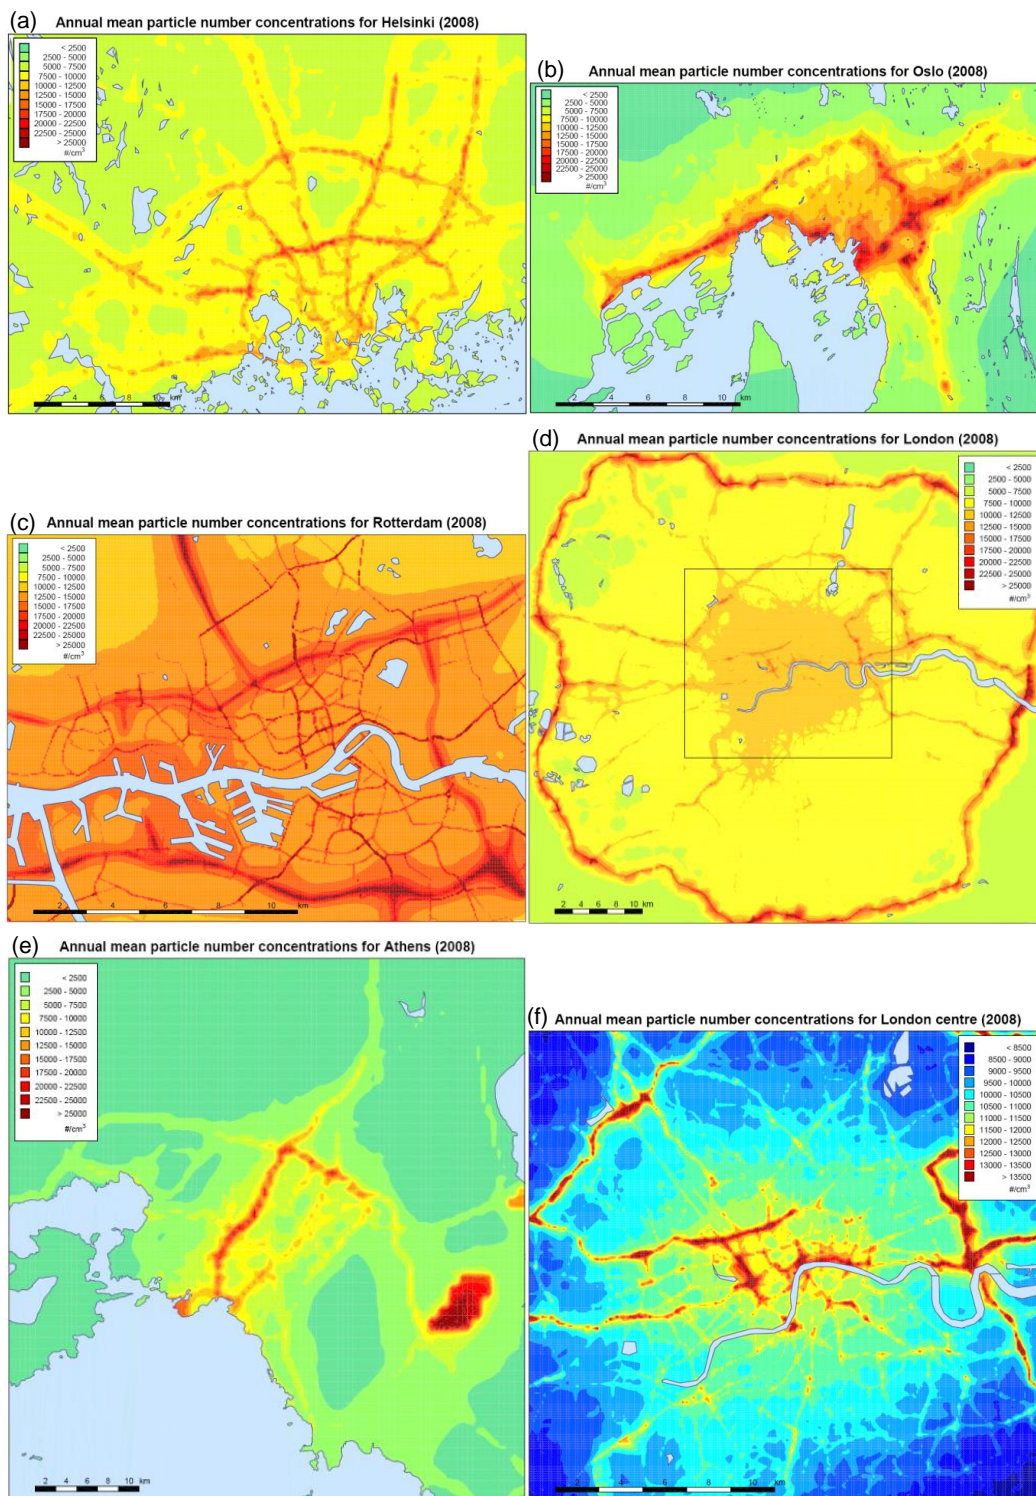 (a) Annual mean particle number concentrations for Helsinki (2008)
< 2500
2500 - 5000
5000 - 7500
7500 - 10000
10000 - 12500
12500 - 15000
15000 - 17500
17500 - 20000
20000 - 22500
22500 - 25000
> 25000
#/cm³
2 4 6 8 10 km
(b) Annual mean particle number concentrations for Oslo (2008)
< 2500
2500 - 5000
5000 - 7500
7500 - 10000
10000 - 12500
12500 - 15000
15000 - 17500
17500 - 20000
20000 - 22500
22500 - 25000
> 25000
#/cm³
2 4 6 8 10 km
(c) Annual mean particle number concentrations for Rotterdam (2008)
< 2500
2500 - 5000
5000 - 7500
7500 - 10000
10000 - 12500
12500 - 15000
15000 - 17500
17500 - 20000
20000 - 22500
22500 - 25000
> 25000
#/cm³
2 4 6 8 10 km
(d) Annual mean particle number concentrations for London (2008)
< 2500
2500 - 5000
5000 - 7500
7500 - 10000
10000 - 12500
12500 - 15000
15000 - 17500
17500 - 20000
20000 - 22500
22500 - 25000
> 25000
#/cm³
2 4 6 8 10 km
(e) Annual mean particle number concentrations for Athens (2008)
< 2500
2500 - 5000
5000 - 7500
7500 - 10000
10000 - 12500
12500 - 15000
15000 - 17500
17500 - 20000
20000 - 22500
22500 - 25000
> 25000
#/cm³
2 4 6 8 10 km
(f) Annual mean particle number concentrations for London centre (2008)
< 8500
8500 - 9000
9000 - 9500
9500 - 10000
10000 - 10500
10500 - 11000
11000 - 11500
11500 - 12000
12000 - 12500
12500 - 13000
13000 - 13500
> 13500
#/cm³
2 4 6 8 10 km